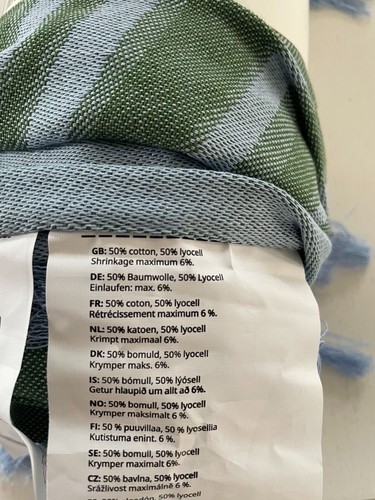 GB: 50% cotton, 50% lyocell
Shrinkage maximum 6%.
DE: 50% Baumwolle, 50% Lyocell
Einlaufen: max. 6%.
FR: 50% coton, 50% lyocell
Rétrécissement maximum 6 %.
NL: 50% katoen, 50% lyocell
Krimpt maximaal 6%.
DK: 50% bomuld, 50% lyocell
Krymper maks. 6%.
IS: 50% bómull, 50% lýósell
Getur hlaupið um allt að 6%.
NO: 50% bomull, 50% lyocell
Krymper maksimalt 6%.
FI: 50 % puuvillaa, 50 % lyosellia
Kutistuma enint. 6 %.
SE: 50% bomull, 50% lyocell
Krymper maximalt 6%.
CZ: 50% bavlna, 50% lyocell
Srážlivost maximálně 6 %.
50% lyocell